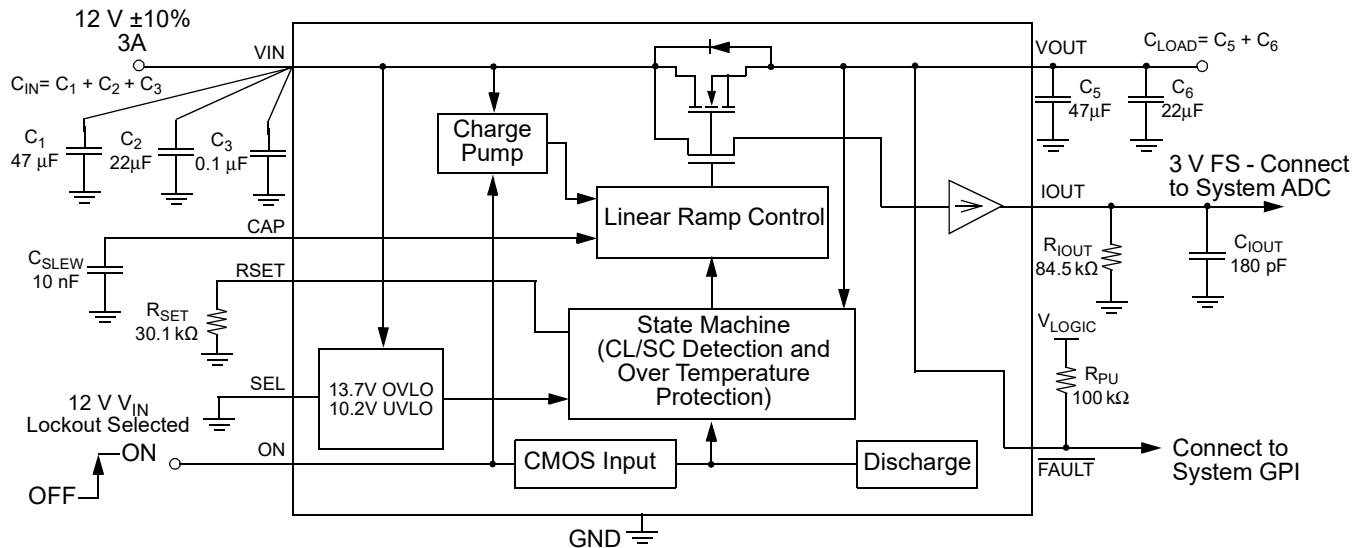 12 V ±10%
3A
VIN
C_IN= C_1 + C_2 + C_3
C_1
47 μF
C_2
22μF
C_3
0.1 μF
Charge
Pump
VOUT
C_LOAD= C_5 + C_6
C_5
47μF
C_6
22μF
3 V FS - Connect
to System ADC
IOUT
Linear Ramp Control
CAP
C_SLEW
10 nF
RSET
R_SET
30.1 kΩ
R_IOUT
84.5 kΩ
C_IOUT
180 pF
State Machine
(CL/SC Detection and
Over Temperature
Protection)
V_LOGIC
R_PU
100 kΩ
SEL
13.7V OVLO
10.2V UVLO
12 V V_IN
Lockout Selected
ON
OFF
ON
CMOS Input
Discharge
FAULT
Connect to
System GPI
GND